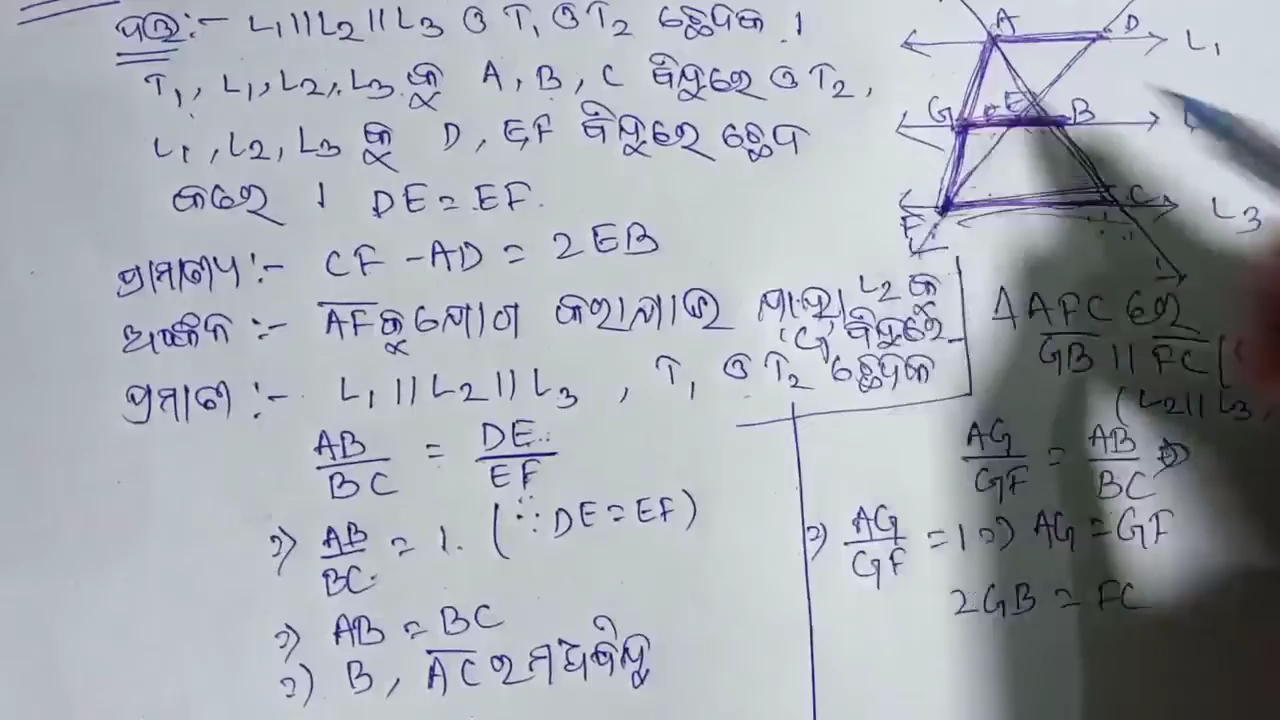 ଦତ୍ତ :- L₁ || L₂ || L₃ ଓ T₁ ଓ T₂ ଛେଦକ ।
T₁, L₁, L₂, L₃ କୁ A, B, C ବିନ୍ଦୁରେ ଓ T₂,
L₁, L₂, L₃ କୁ D, E, F ବିନ୍ଦୁରେ ଛେଦ
କରେ । DE = EF.
ପ୍ରାମାଣ୍ୟ :- CF - AD = 2EB
ଅଙ୍କନ :- AF କୁ ଯୋଗ କରାଯାଉ ଯାହା L₂ କୁ
G ବିନ୍ଦୁରେ
ପ୍ରମାଣ :- L₁ || L₂ || L₃, T₁ ଓ T₂ ଛେଦକ
AB/BC = DE/EF
⇒ AB/BC = 1. (∵ DE = EF)
⇒ AB = BC
⇒ B, AC ର ମଧ୍ୟବିନ୍ଦୁ
A D L₁
G E B
F C L₃
Δ AFC ରେ
GB || FC (
(L₂ || L₃,
AG/GF = AB/BC
⇒ AG/GF = 1 ⇒ AG = GF
2GB = FC